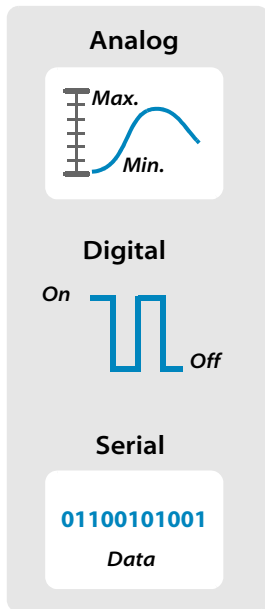 Analog
Max.
Min.
Digital
On
Off
Serial
01100101001
Data